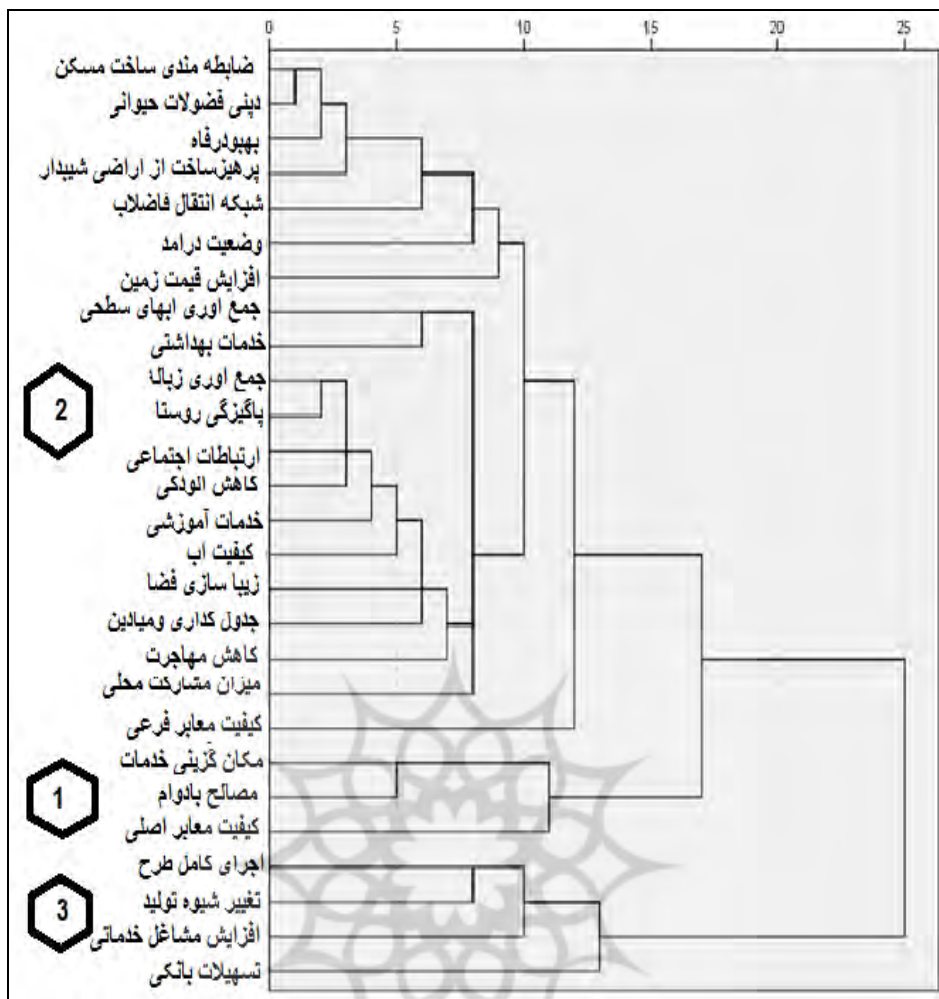 0 5 10 15 20 25
ضابطه مندی ساخت مسکن
دپنی فضولات حیوانی
بهبودرفاه
پرهیزساخت از اراضی شیبدار
شبکه انتقال فاضلاب
وضعیت درامد
افزایش قیمت زمین
جمع اوری ابهای سطحی
خدمات بهداشتی
جمع اوری زباله
پاگیزگی روستا
2
ارتباطات اجتماعی
کاهش الودکی
خدمات آموزشی
کیفیت اب
زیبا سازی فضا
جدول کداری ومیادین
کاهش مهاجرت
میزان مشارکت محلی
کیفیت معابر فرعی
مکان گزینی خدمات
مصالح بادوام
1
کیفیت معابر اصلی
اجرای کامل طرح
تغییر شیوه تولید
3
افزایش مشاغل خدماتی
تسهیلات بانکی